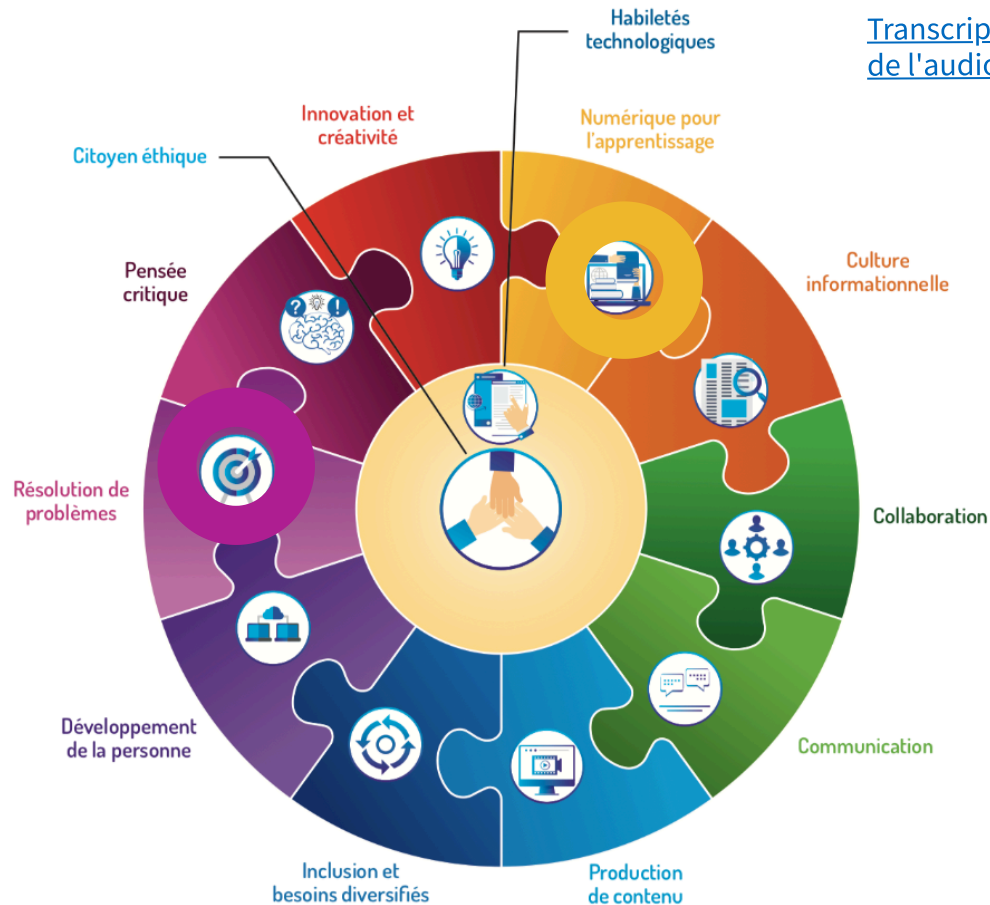 Habiletés
technologiques
Transcrip
de l'audio
Innovation et
créativité
Numérique pour
l'apprentissage
Citoyen éthique
Pensée
critique
Culture
informationnelle
Résolution de
problèmes
Collaboration
Développement
de la personne
Communication
Inclusion et
besoins diversifiés
Production
de contenu